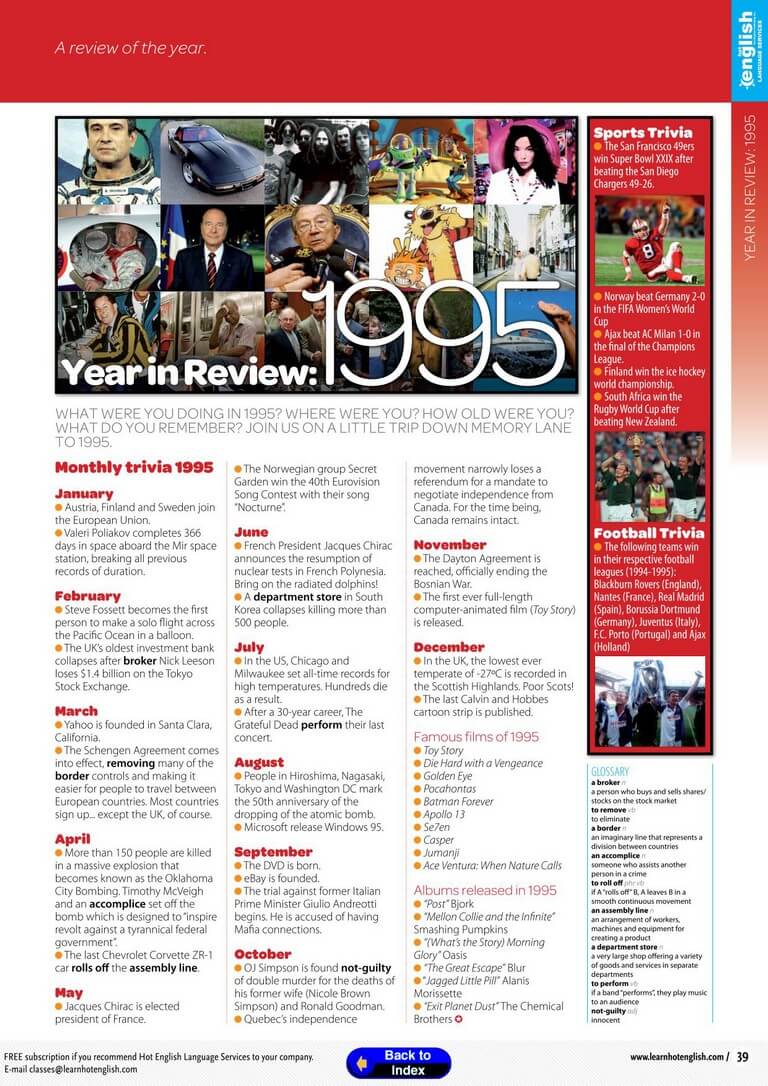 A review of the year.
Hot
english
LANGUAGE SERVICES
YEAR IN REVIEW: 1995
Year in Review: 1995
WHAT WERE YOU DOING IN 1995? WHERE WERE YOU? HOW OLD WERE YOU?
WHAT DO YOU REMEMBER? JOIN US ON A LITTLE TRIP DOWN MEMORY LANE
TO 1995.
Monthly trivia 1995
January
● Austria, Finland and Sweden join
the European Union.
● Valeri Poliakov completes 366
days in space aboard the Mir space
station, breaking all previous
records of duration.
February
● Steve Fossett becomes the first
person to make a solo flight across
the Pacific Ocean in a balloon.
● The UK's oldest investment bank
collapses after broker Nick Leeson
loses $1.4 billion on the Tokyo
Stock Exchange.
March
● Yahoo is founded in Santa Clara,
California.
● The Schengen Agreement comes
into effect, removing many of the
border controls and making it
easier for people to travel between
European countries. Most countries
sign up... except the UK, of course.
April
● More than 150 people are killed
in a massive explosion that
becomes known as the Oklahoma
City Bombing. Timothy McVeigh
and an accomplice set off the
bomb which is designed to "inspire
revolt against a tyrannical federal
government".
● The last Chevrolet Corvette ZR-1
car rolls off the assembly line.
May
● Jacques Chirac is elected
president of France.
● The Norwegian group Secret
Garden win the 40th Eurovision
Song Contest with their song
"Nocturne".
June
● French President Jacques Chirac
announces the resumption of
nuclear tests in French Polynesia.
Bring on the radiated dolphins!
● A department store in South
Korea collapses killing more than
500 people.
July
● In the US, Chicago and
Milwaukee set all-time records for
high temperatures. Hundreds die
as a result.
● After a 30-year career, The
Grateful Dead perform their last
concert.
August
● People in Hiroshima, Nagasaki,
Tokyo and Washington DC mark
the 50th anniversary of the
dropping of the atomic bomb.
● Microsoft release Windows 95.
September
● The DVD is born.
● eBay is founded.
● The trial against former Italian
Prime Minister Giulio Andreotti
begins. He is accused of having
Mafia connections.
October
● OJ Simpson is found not-guilty
of double murder for the deaths of
his former wife (Nicole Brown
Simpson) and Ronald Goodman.
● Quebec's independence
movement narrowly loses a
referendum for a mandate to
negotiate independence from
Canada. For the time being,
Canada remains intact.
November
● The Dayton Agreement is
reached, officially ending the
Bosnian War.
● The first ever full-length
computer-animated film (Toy Story)
is released.
December
● In the UK, the lowest ever
temperate of -27ºC is recorded in
the Scottish Highlands. Poor Scots!
● The last Calvin and Hobbes
cartoon strip is published.
Famous films of 1995
● Toy Story
● Die Hard with a Vengeance
● Golden Eye
● Pocahontas
● Batman Forever
● Apollo 13
● Se7en
● Casper
● Jumanji
● Ace Ventura: When Nature Calls
Albums released in 1995
● "Post" Bjork
● "Mellon Collie and the Infinite"
Smashing Pumpkins
● "(What's the Story) Morning
Glory" Oasis
● "The Great Escape" Blur
● "Jagged Little Pill" Alanis
Morissette
● "Exit Planet Dust" The Chemical
Brothers
Sports Trivia
● The San Francisco 49ers
win Super Bowl XXIX after
beating the San Diego
Chargers 49-26.
8
● Norway beat Germany 2-0
in the FIFA Women's World
Cup
● Ajax beat AC Milan 1-0 in
the final of the Champions
League.
● Finland win the ice hockey
world championship.
● South Africa win the
Rugby World Cup after
beating New Zealand.
Football Trivia
● The following teams win
in their respective football
leagues (1994-1995):
Blackburn Rovers (England),
Nantes (France), Real Madrid
(Spain), Borussia Dortmund
(Germany), Juventus (Italy),
F.C. Porto (Portugal) and Ajax
(Holland)
GLOSSARY
a broker n
a person who buys and sells shares/
stocks on the stock market
to remove vb
to eliminate
a border n
an imaginary line that represents a
division between countries
an accomplice n
someone who assists another
person in a crime
to roll off phr vb
if A "rolls off" B, A leaves B in a
smooth continuous movement
an assembly line n
an arrangement of workers,
machines and equipment for
creating a product
a department store n
a very large shop offering a variety
of goods and services in separate
departments
to perform vb
if a band "performs", they play music
to an audience
not-guilty adj
innocent
FREE subscription if you recommend Hot English Language Services to your company.
E-mail classes@learnhotenglish.com
Back to
Index
www.learnhotenglish.com / 39